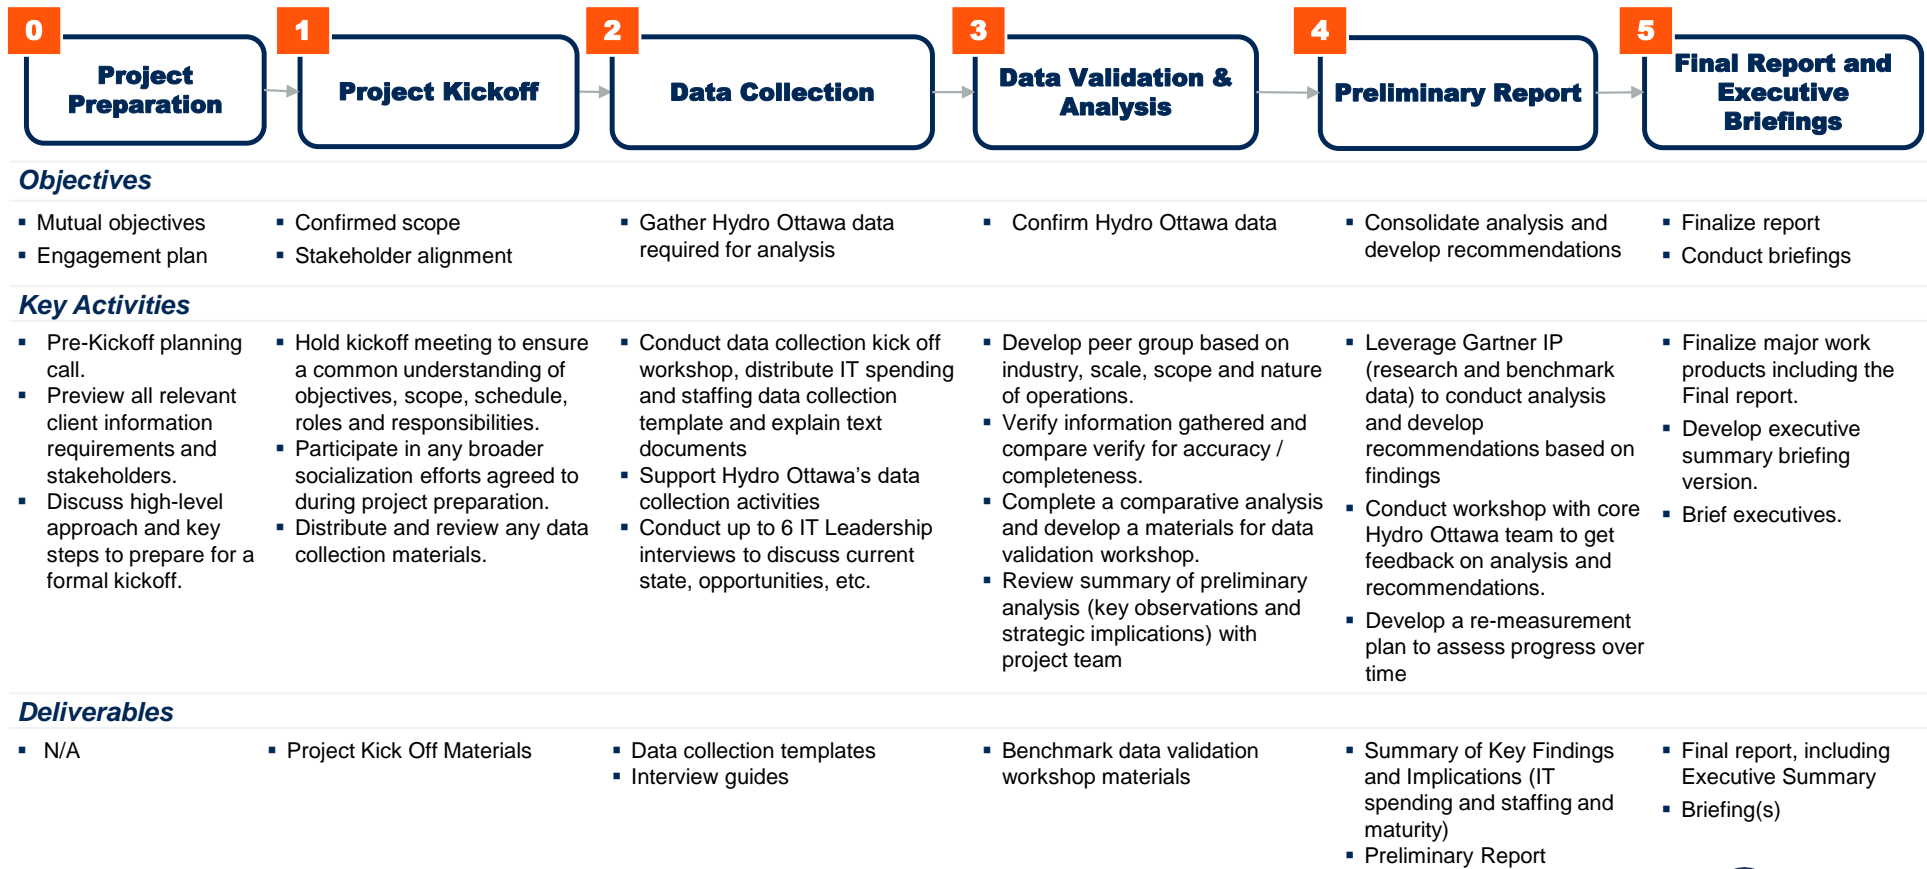 0
Project
Preparation
1
Project Kickoff
2
Data Collection
3
Data Validation &
Analysis
4
Preliminary Report
5
Final Report and
Executive
Briefings
Objectives
▪ Mutual objectives
▪ Engagement plan
▪ Confirmed scope
▪ Stakeholder alignment
▪ Gather Hydro Ottawa data
required for analysis
▪ Confirm Hydro Ottawa data
▪ Consolidate analysis and
develop recommendations
▪ Finalize report
▪ Conduct briefings
Key Activities
▪ Pre-Kickoff planning
call.
▪ Preview all relevant
client information
requirements and
stakeholders.
▪ Discuss high-level
approach and key
steps to prepare for a
formal kickoff.
▪ Hold kickoff meeting to ensure
a common understanding of
objectives, scope, schedule,
roles and responsibilities.
▪ Participate in any broader
socialization efforts agreed to
during project preparation.
▪ Distribute and review any data
collection materials.
▪ Conduct data collection kick off
workshop, distribute IT spending
and staffing data collection
template and explain text
documents
▪ Support Hydro Ottawa's data
collection activities
▪ Conduct up to 6 IT Leadership
interviews to discuss current
state, opportunities, etc.
▪ Develop peer group based on
industry, scale, scope and nature
of operations.
▪ Verify information gathered and
compare verify for accuracy /
completeness.
▪ Complete a comparative analysis
and develop a materials for data
validation workshop.
▪ Review summary of preliminary
analysis (key observations and
strategic implications) with
project team
▪ Leverage Gartner IP
(research and benchmark
data) to conduct analysis
and develop
recommendations based on
findings
▪ Conduct workshop with core
Hydro Ottawa team to get
feedback on analysis and
recommendations.
▪ Develop a re-measurement
plan to assess progress over
time
▪ Finalize major work
products including the
Final report.
▪ Develop executive
summary briefing
version.
▪ Brief executives.
Deliverables
▪ N/A
▪ Project Kick Off Materials
▪ Data collection templates
▪ Interview guides
▪ Benchmark data validation
workshop materials
▪ Summary of Key Findings
and Implications (IT
spending and staffing and
maturity)
▪ Preliminary Report
▪ Final report, including
Executive Summary
▪ Briefing(s)